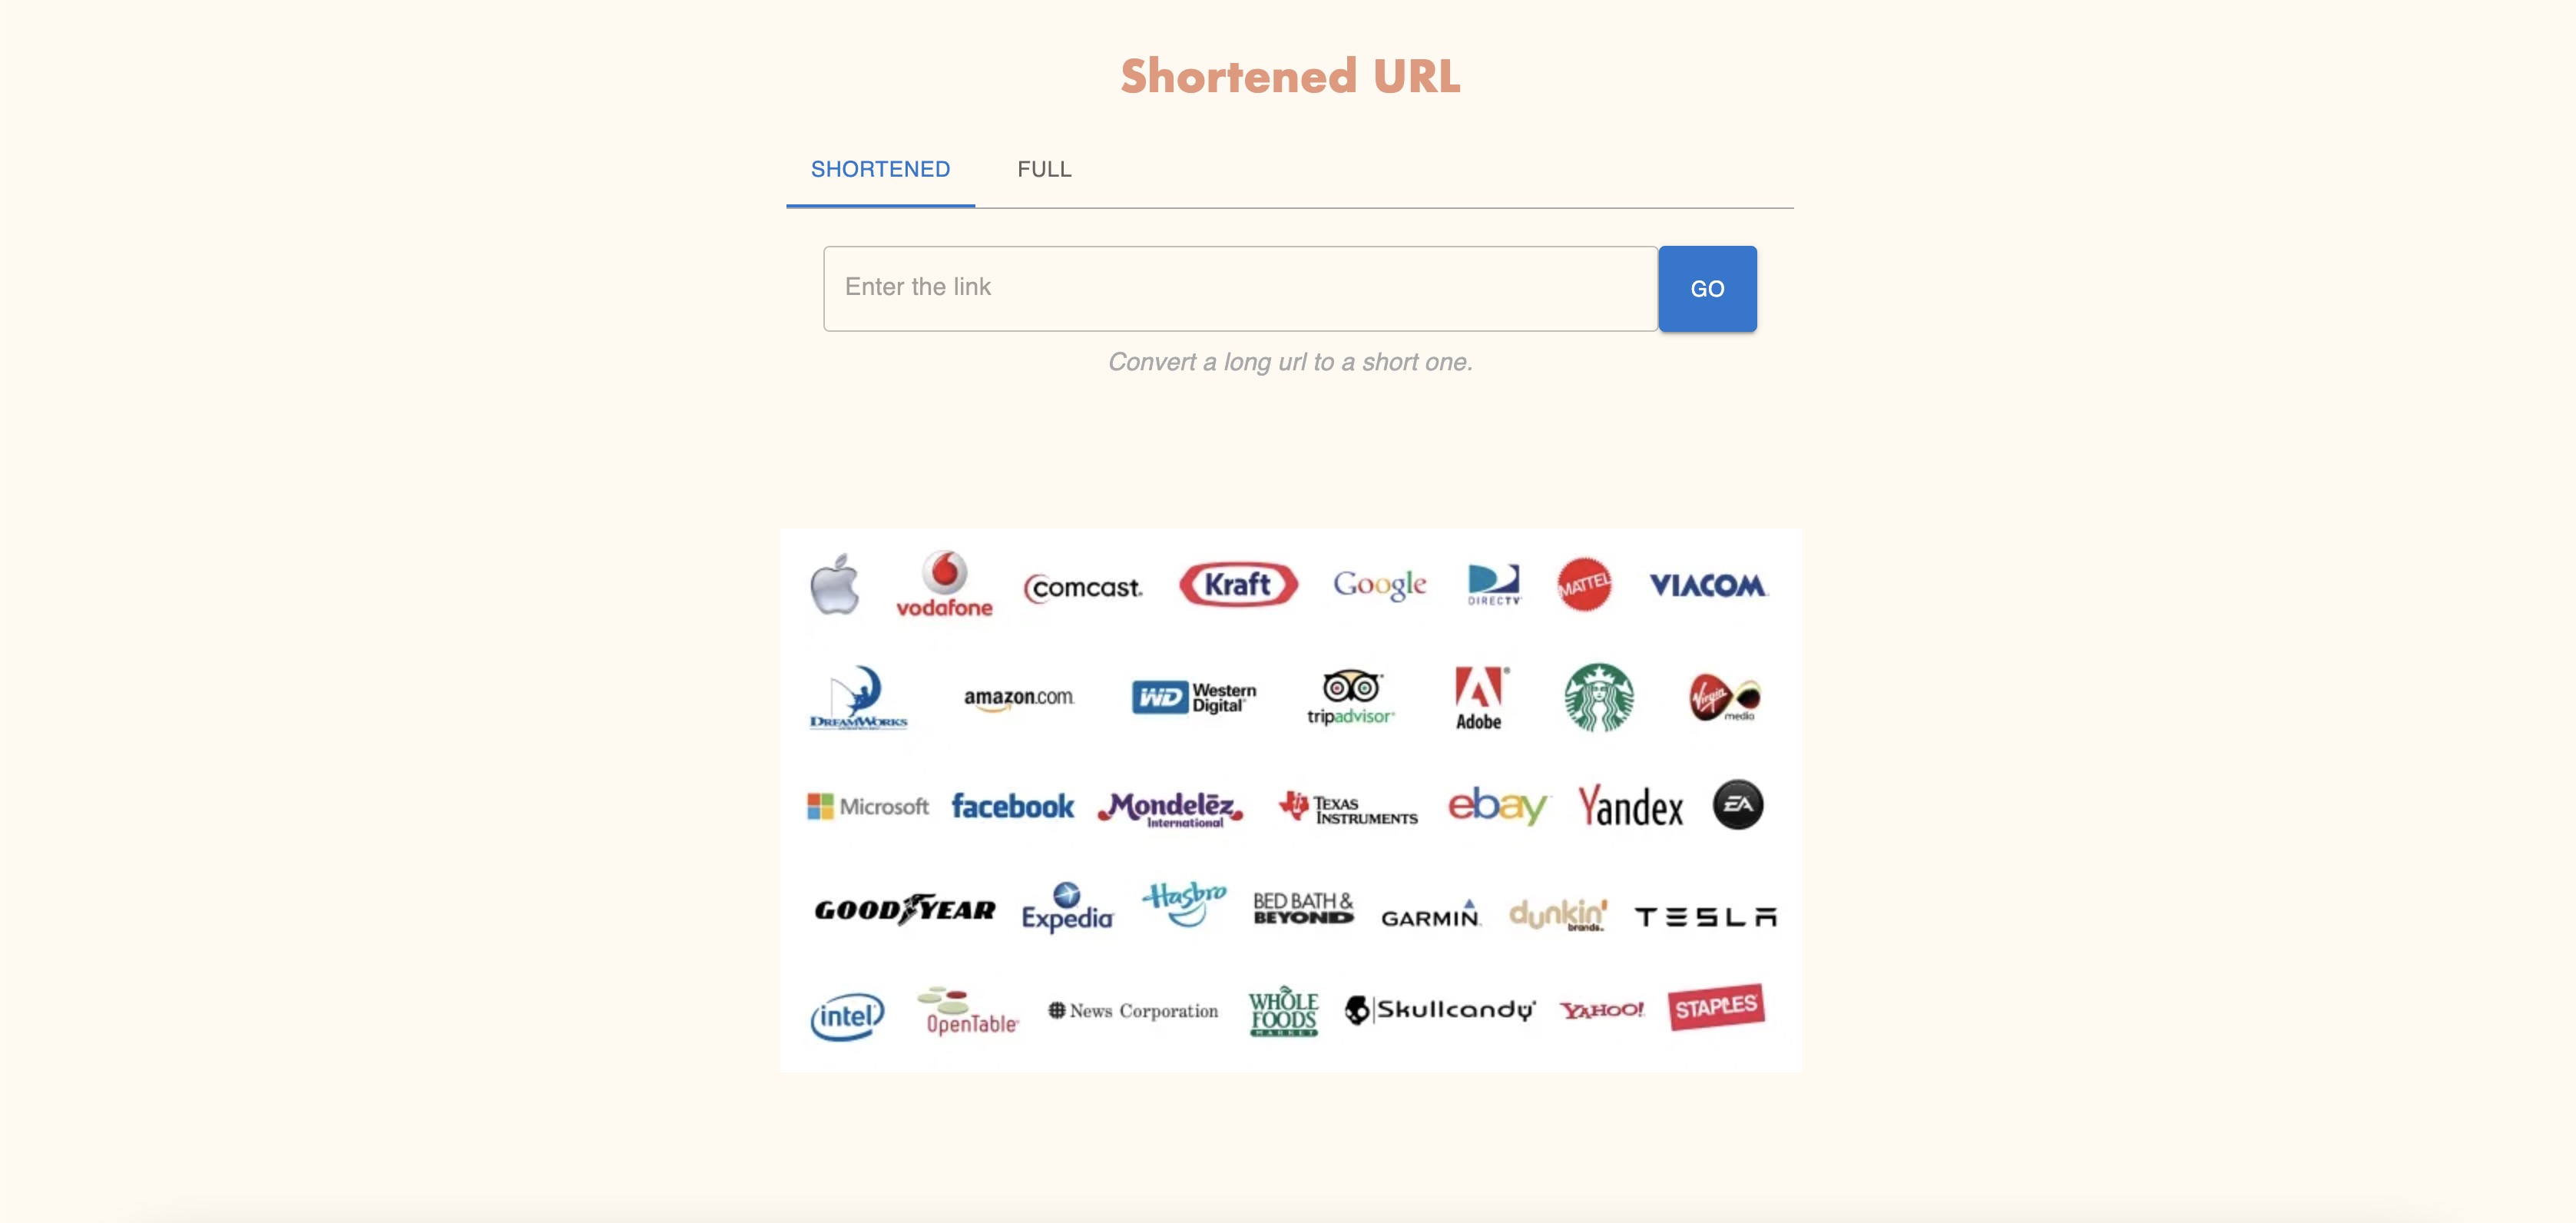 Shortened URL
SHORTENED FULL
Enter the link GO
Convert a long url to a short one.
vodafone comcast. Kraft Google DIRECTV MATTEL VIACOM
DREAMWORKS amazon.com WD Western Digital tripadvisor Adobe Virgin media
Microsoft facebook Mondelēz International TEXAS INSTRUMENTS ebay Yandex EA
GOODYEAR Expedia Hasbro BED BATH & BEYOND GARMIN dunkin' brands. TESLA
intel OpenTable News Corporation WHOLE FOODS MARKET Skullcandy YAHOO! STAPLES